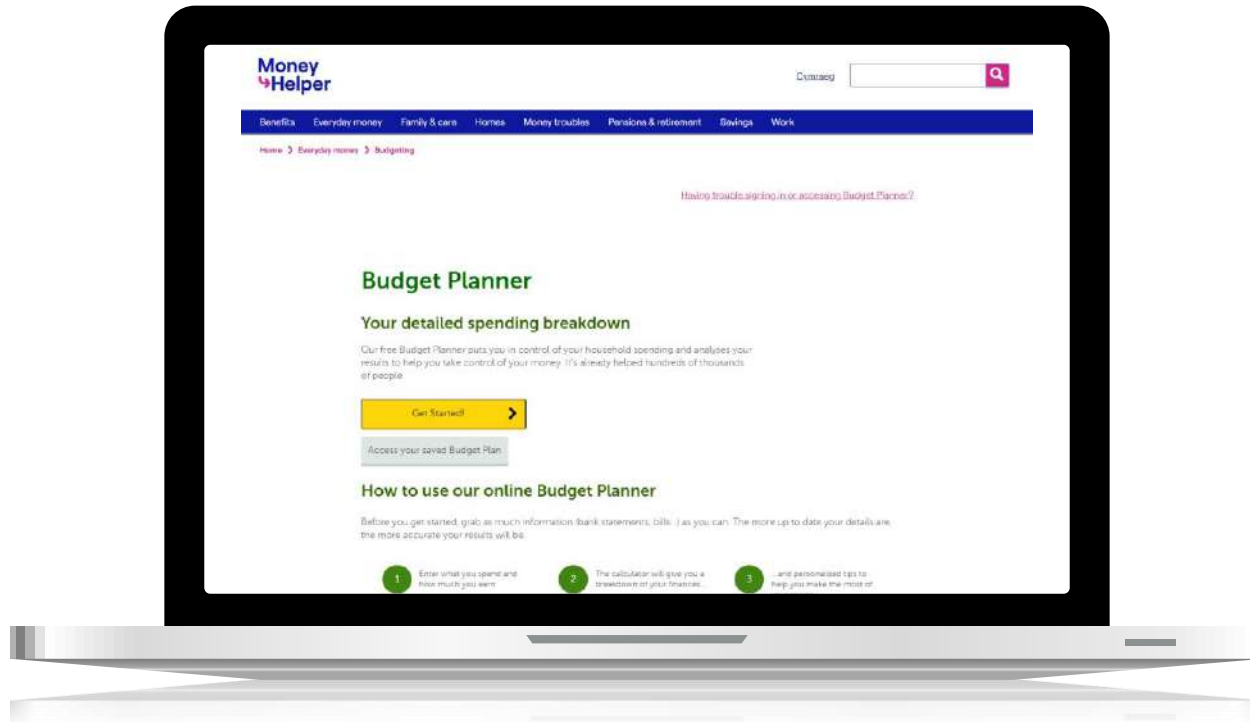 Money
Helper
Cymraeg
Benefits Everyday money Family & care Homes Money troubles Pensions & retirement Savings Work
Home Everyday money Budgeting
Having trouble signing in or accessing Budget Planner?
Budget Planner
Your detailed spending breakdown
Our free Budget Planner puts you in control of your household spending and analyses your
results to help you take control of your money. It's already helped hundreds of thousands
of people
Get Started!
Access your saved Budget Plan
How to use our online Budget Planner
Before you get started, grab as much information (bank statements, bills...) as you can. The more up to date your details are,
the more accurate your results will be.
1 Enter what you spend and
how much you earn
2 The calculator will give you a
breakdown of your finances...
3 ...and personalised tips to
help you make the most of